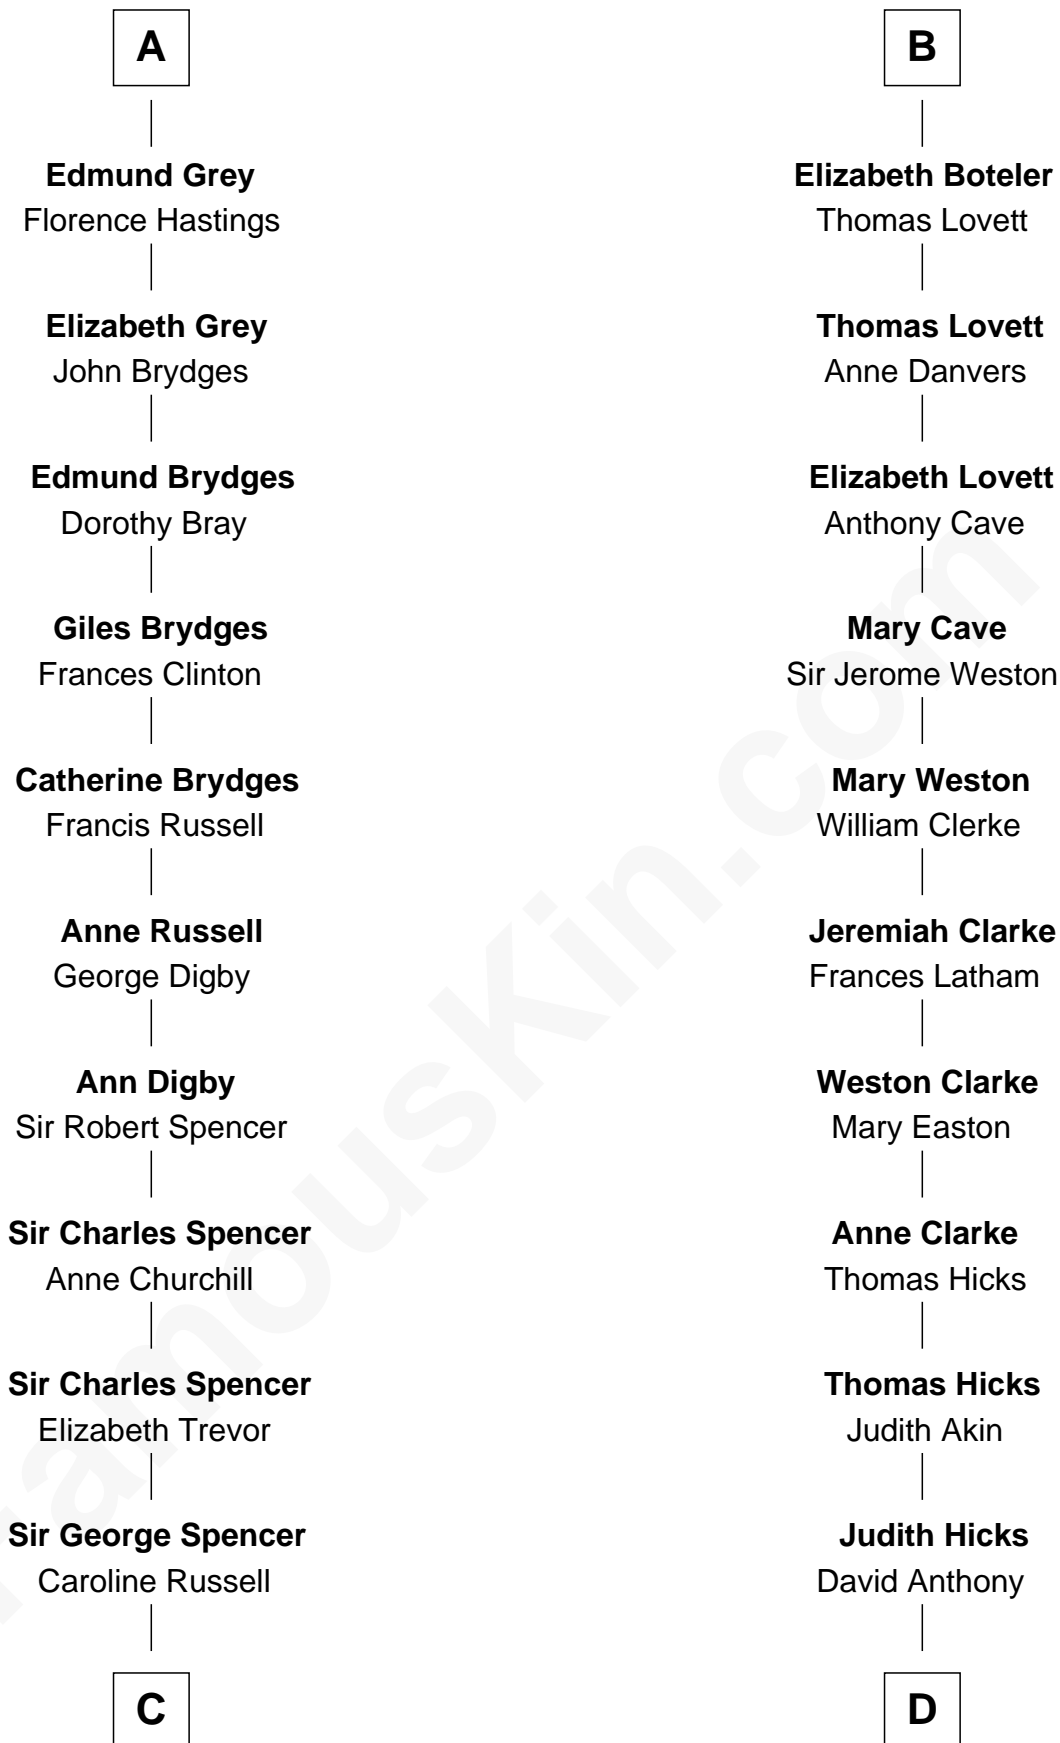 A
Edmund Grey
Florence Hastings
Elizabeth Grey
John Brydges
Edmund Brydges
Dorothy Bray
Giles Brydges
Frances Clinton
Catherine Brydges
Francis Russell
Anne Russell
George Digby
Ann Digby
Sir Robert Spencer
Sir Charles Spencer
Anne Churchill
Sir Charles Spencer
Elizabeth Trevor
Sir George Spencer
Caroline Russell
C
B
Elizabeth Boteler
Thomas Lovett
Thomas Lovett
Anne Danvers
Elizabeth Lovett
Anthony Cave
Mary Cave
Sir Jerome Weston
Mary Weston
William Clerke
Jeremiah Clarke
Frances Latham
Weston Clarke
Mary Easton
Anne Clarke
Thomas Hicks
Thomas Hicks
Judith Akin
Judith Hicks
David Anthony
D
FamousKin.com